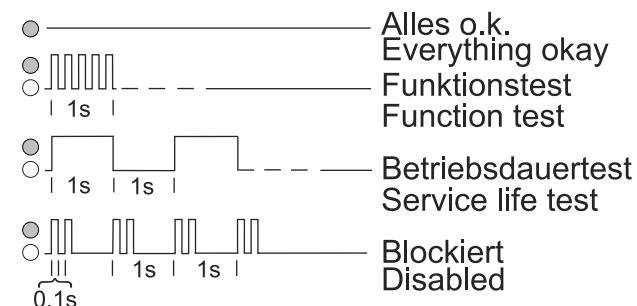 Alles o.k.
Everything okay
Funktionstest
1s
Function test
Betriebsdauertest
1s 1s
Service life test
Blockiert
1s 1s
Disabled
0,1s